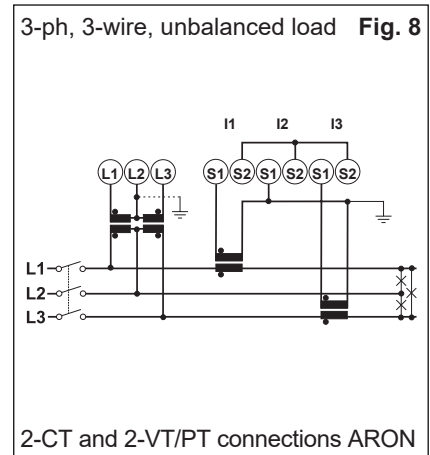 3-ph, 3-wire, unbalanced load Fig. 8
I1 I2 I3
L1 L2 L3 S1 S2 S1 S2 S1 S2
L1
L2
L3
2-CT and 2-VT/PT connections ARON